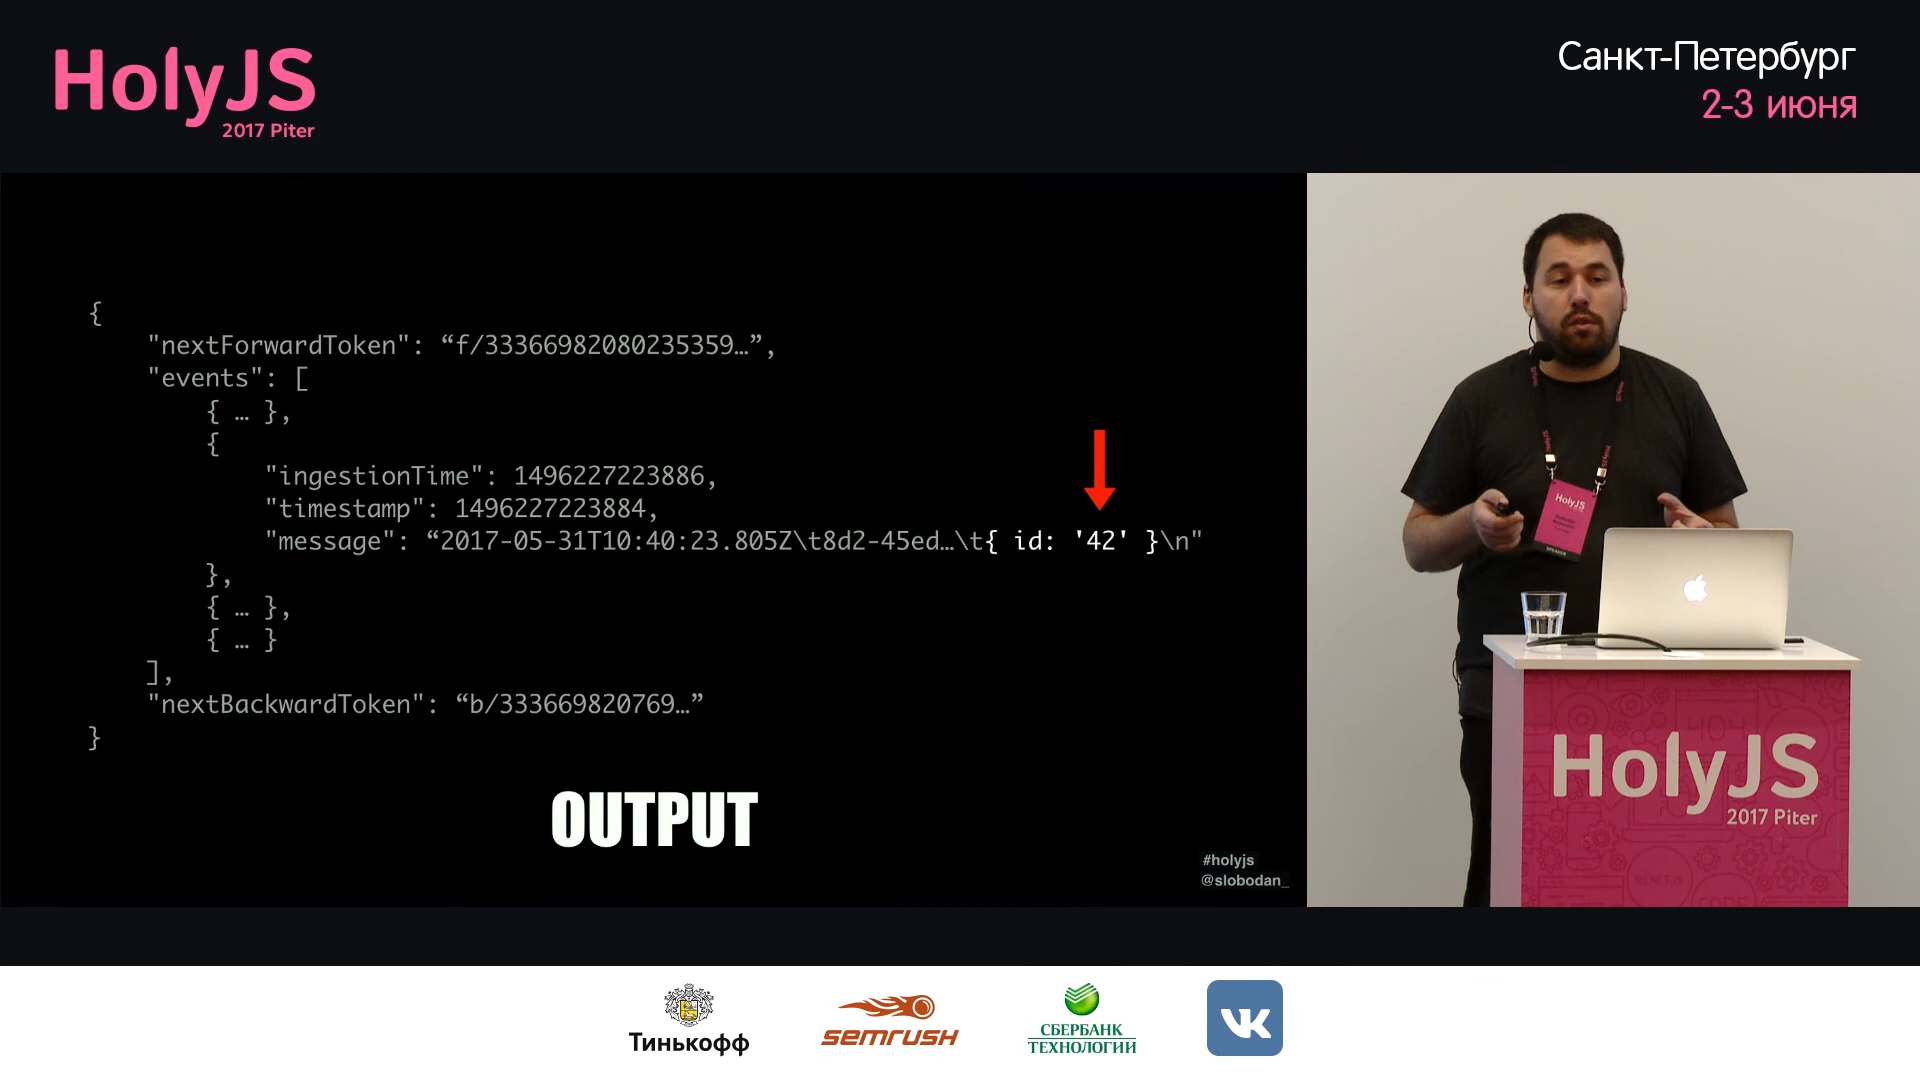 HolyJS
2017 Piter
Санкт-Петербург
2-3 июня
{
"nextForwardToken": “f/33366982080235359…”,
"events": [
{ … },
{
"ingestionTime": 1496227223886,
"timestamp": 1496227223884,
"message": “2017-05-31T10:40:23.805Z\t8d2-45ed…\t{ id: '42' }\n"
},
{ … },
{ … }
],
"nextBackwardToken": “b/333669820769…”
}
OUTPUT
#holyjs
@slobodan_
HolyJS
SPEAKER
HolyJS
2017 Piter
Тинькофф
semrush
СБЕРБАНК
ТЕХНОЛОГИИ